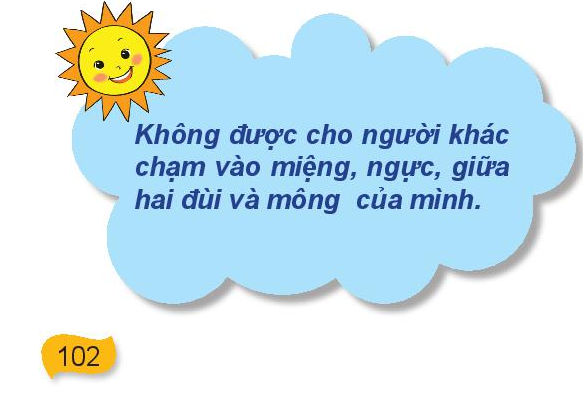 Không được cho người khác
chạm vào miệng, ngực, giữa
hai đùi và mông của mình.
102